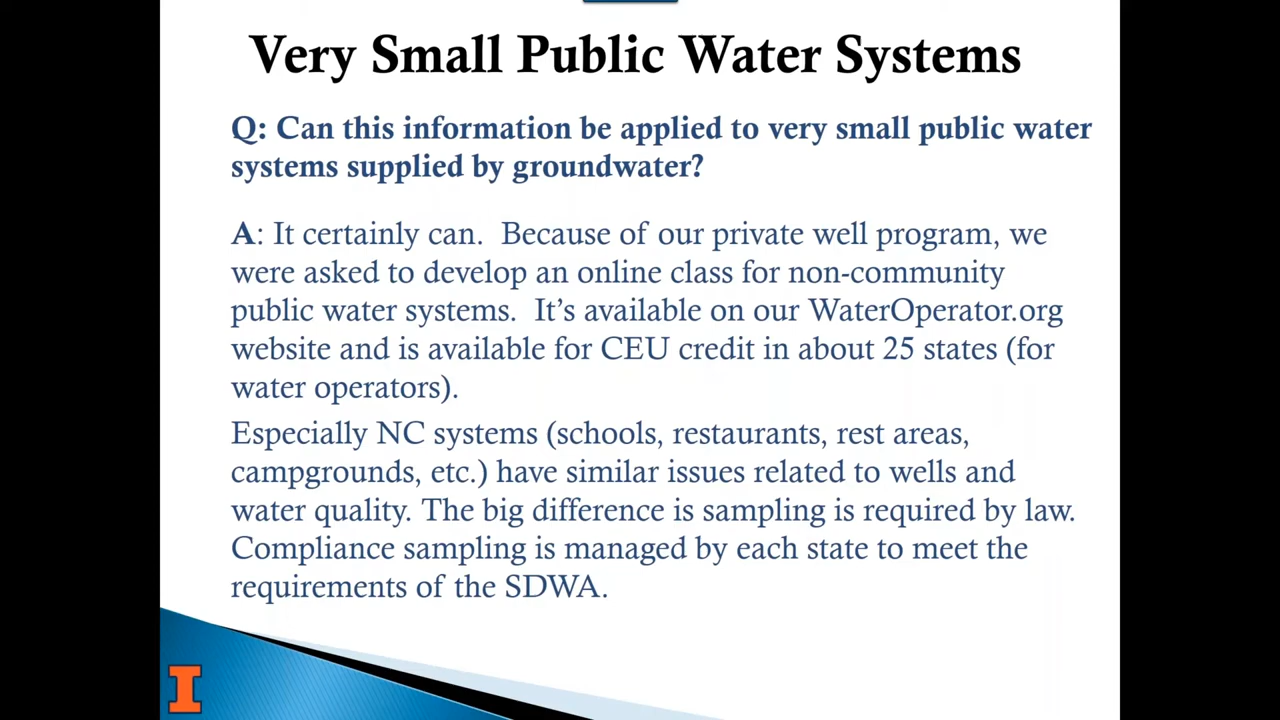 Very Small Public Water Systems
Q: Can this information be applied to very small public water
systems supplied by groundwater?
A: It certainly can.  Because of our private well program, we
were asked to develop an online class for non-community
public water systems.  It's available on our WaterOperator.org
website and is available for CEU credit in about 25 states (for
water operators).
Especially NC systems (schools, restaurants, rest areas,
campgrounds, etc.) have similar issues related to wells and
water quality. The big difference is sampling is required by law.
Compliance sampling is managed by each state to meet the
requirements of the SDWA.
I